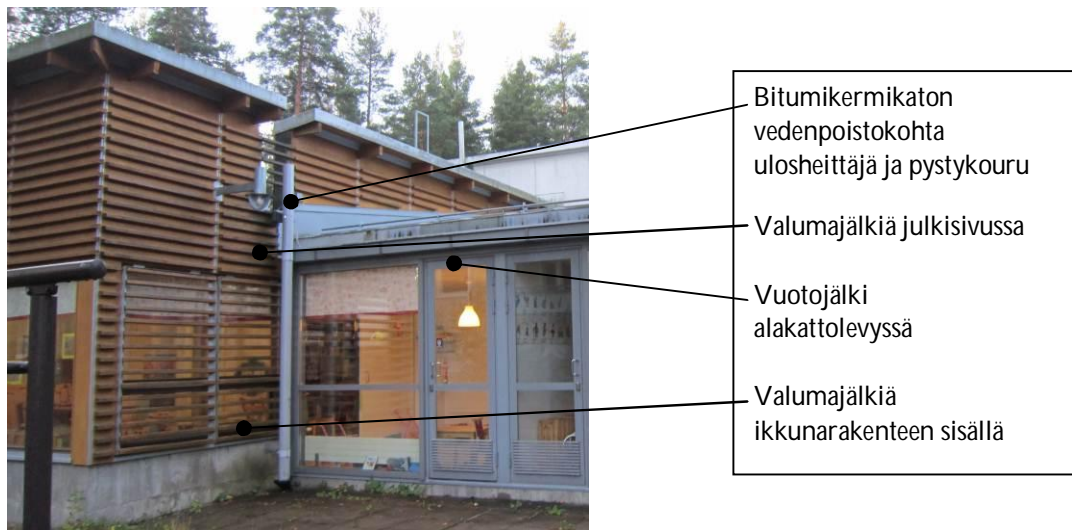 Bitumikermikaton
vedenpoistokohta
ulosheittäjä ja pystykouru
Valumajälkiä julkisivussa
Vuotojälki
alakattolevyssä
Valumajälkiä
ikkunarakenteen sisällä